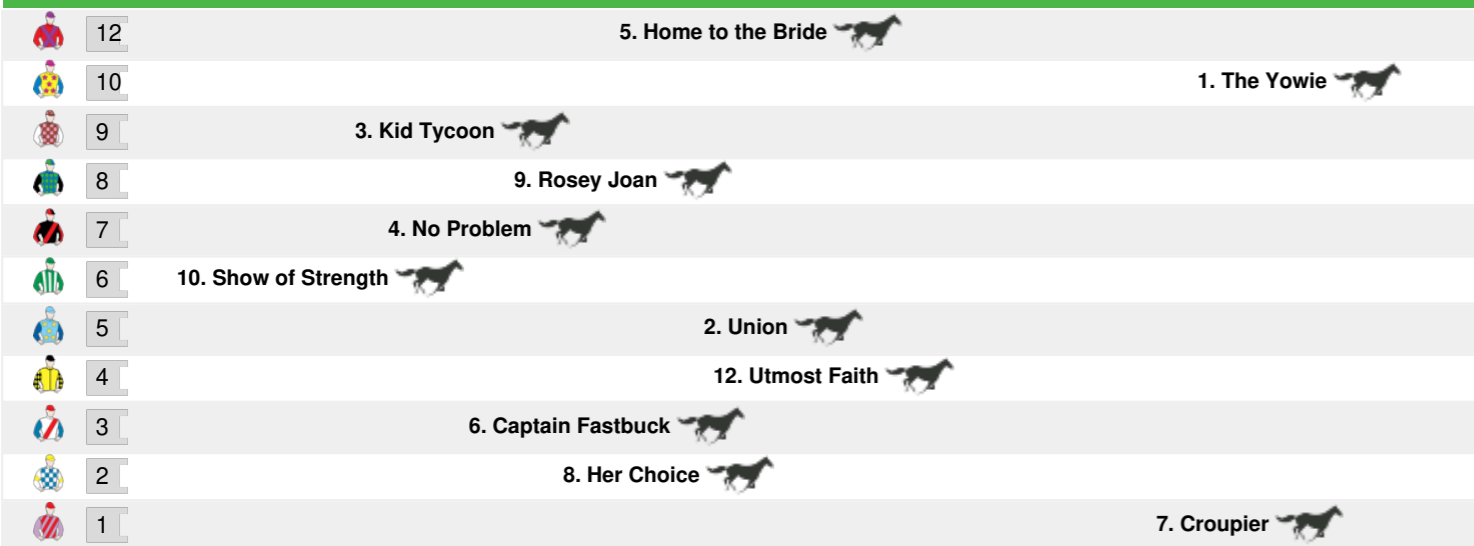 12 5. Home to the Bride
10 1. The Yowie
9 3. Kid Tycoon
8 9. Rosey Joan
7 4. No Problem
6 10. Show of Strength
5 2. Union
4 12. Utmost Faith
3 6. Captain Fastbuck
2 8. Her Choice
1 7. Croupier